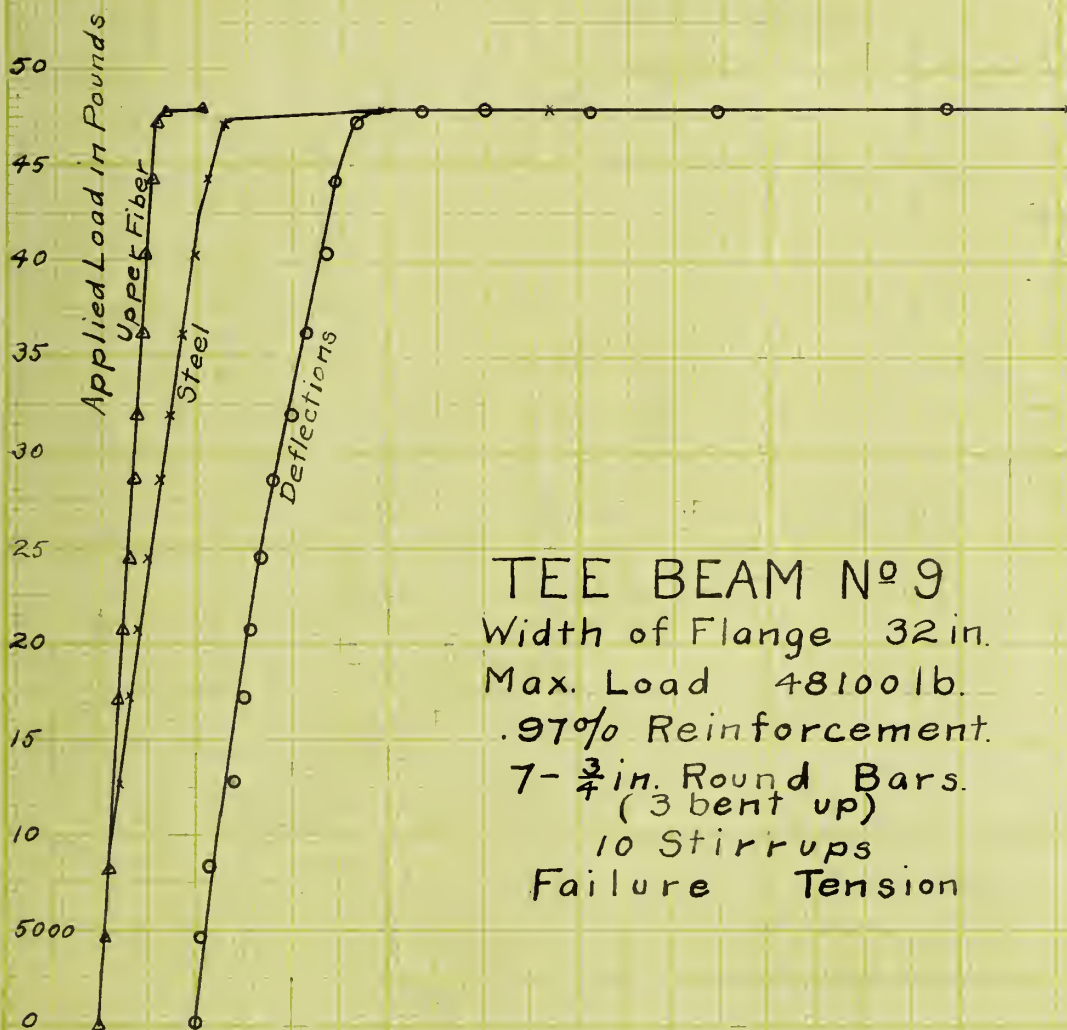 50
45
40
35
30
25
20
15
10
5000
0
Applied Load in Pounds
Upper Fiber
Steel
Deflections
TEE BEAM Nº 9
Width of Flange 32 in.
Max. Load 48100 lb.
.97% Reinforcement.
7-¾ in. Round Bars.
(3 bent up)
10 Stirrups
Failure Tension